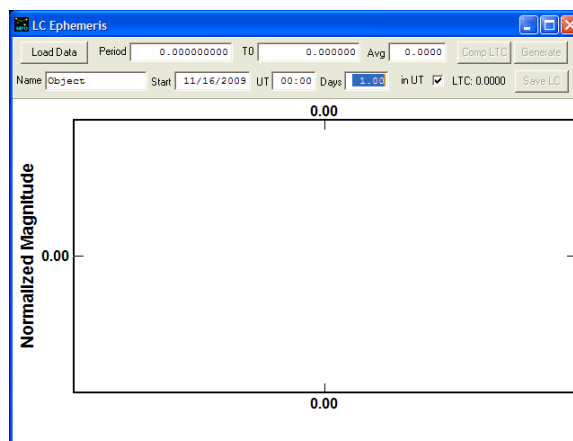 LC Ephemeris
Load Data Period 0.000000000 T0 0.000000 Avg 0.0000 Comp LTC Generate
Name Object Start 11/16/2009 UT 00:00 Days 1.00 in UT LTC: 0.0000 Save LC
0.00
Normalized Magnitude
0.00
0.00